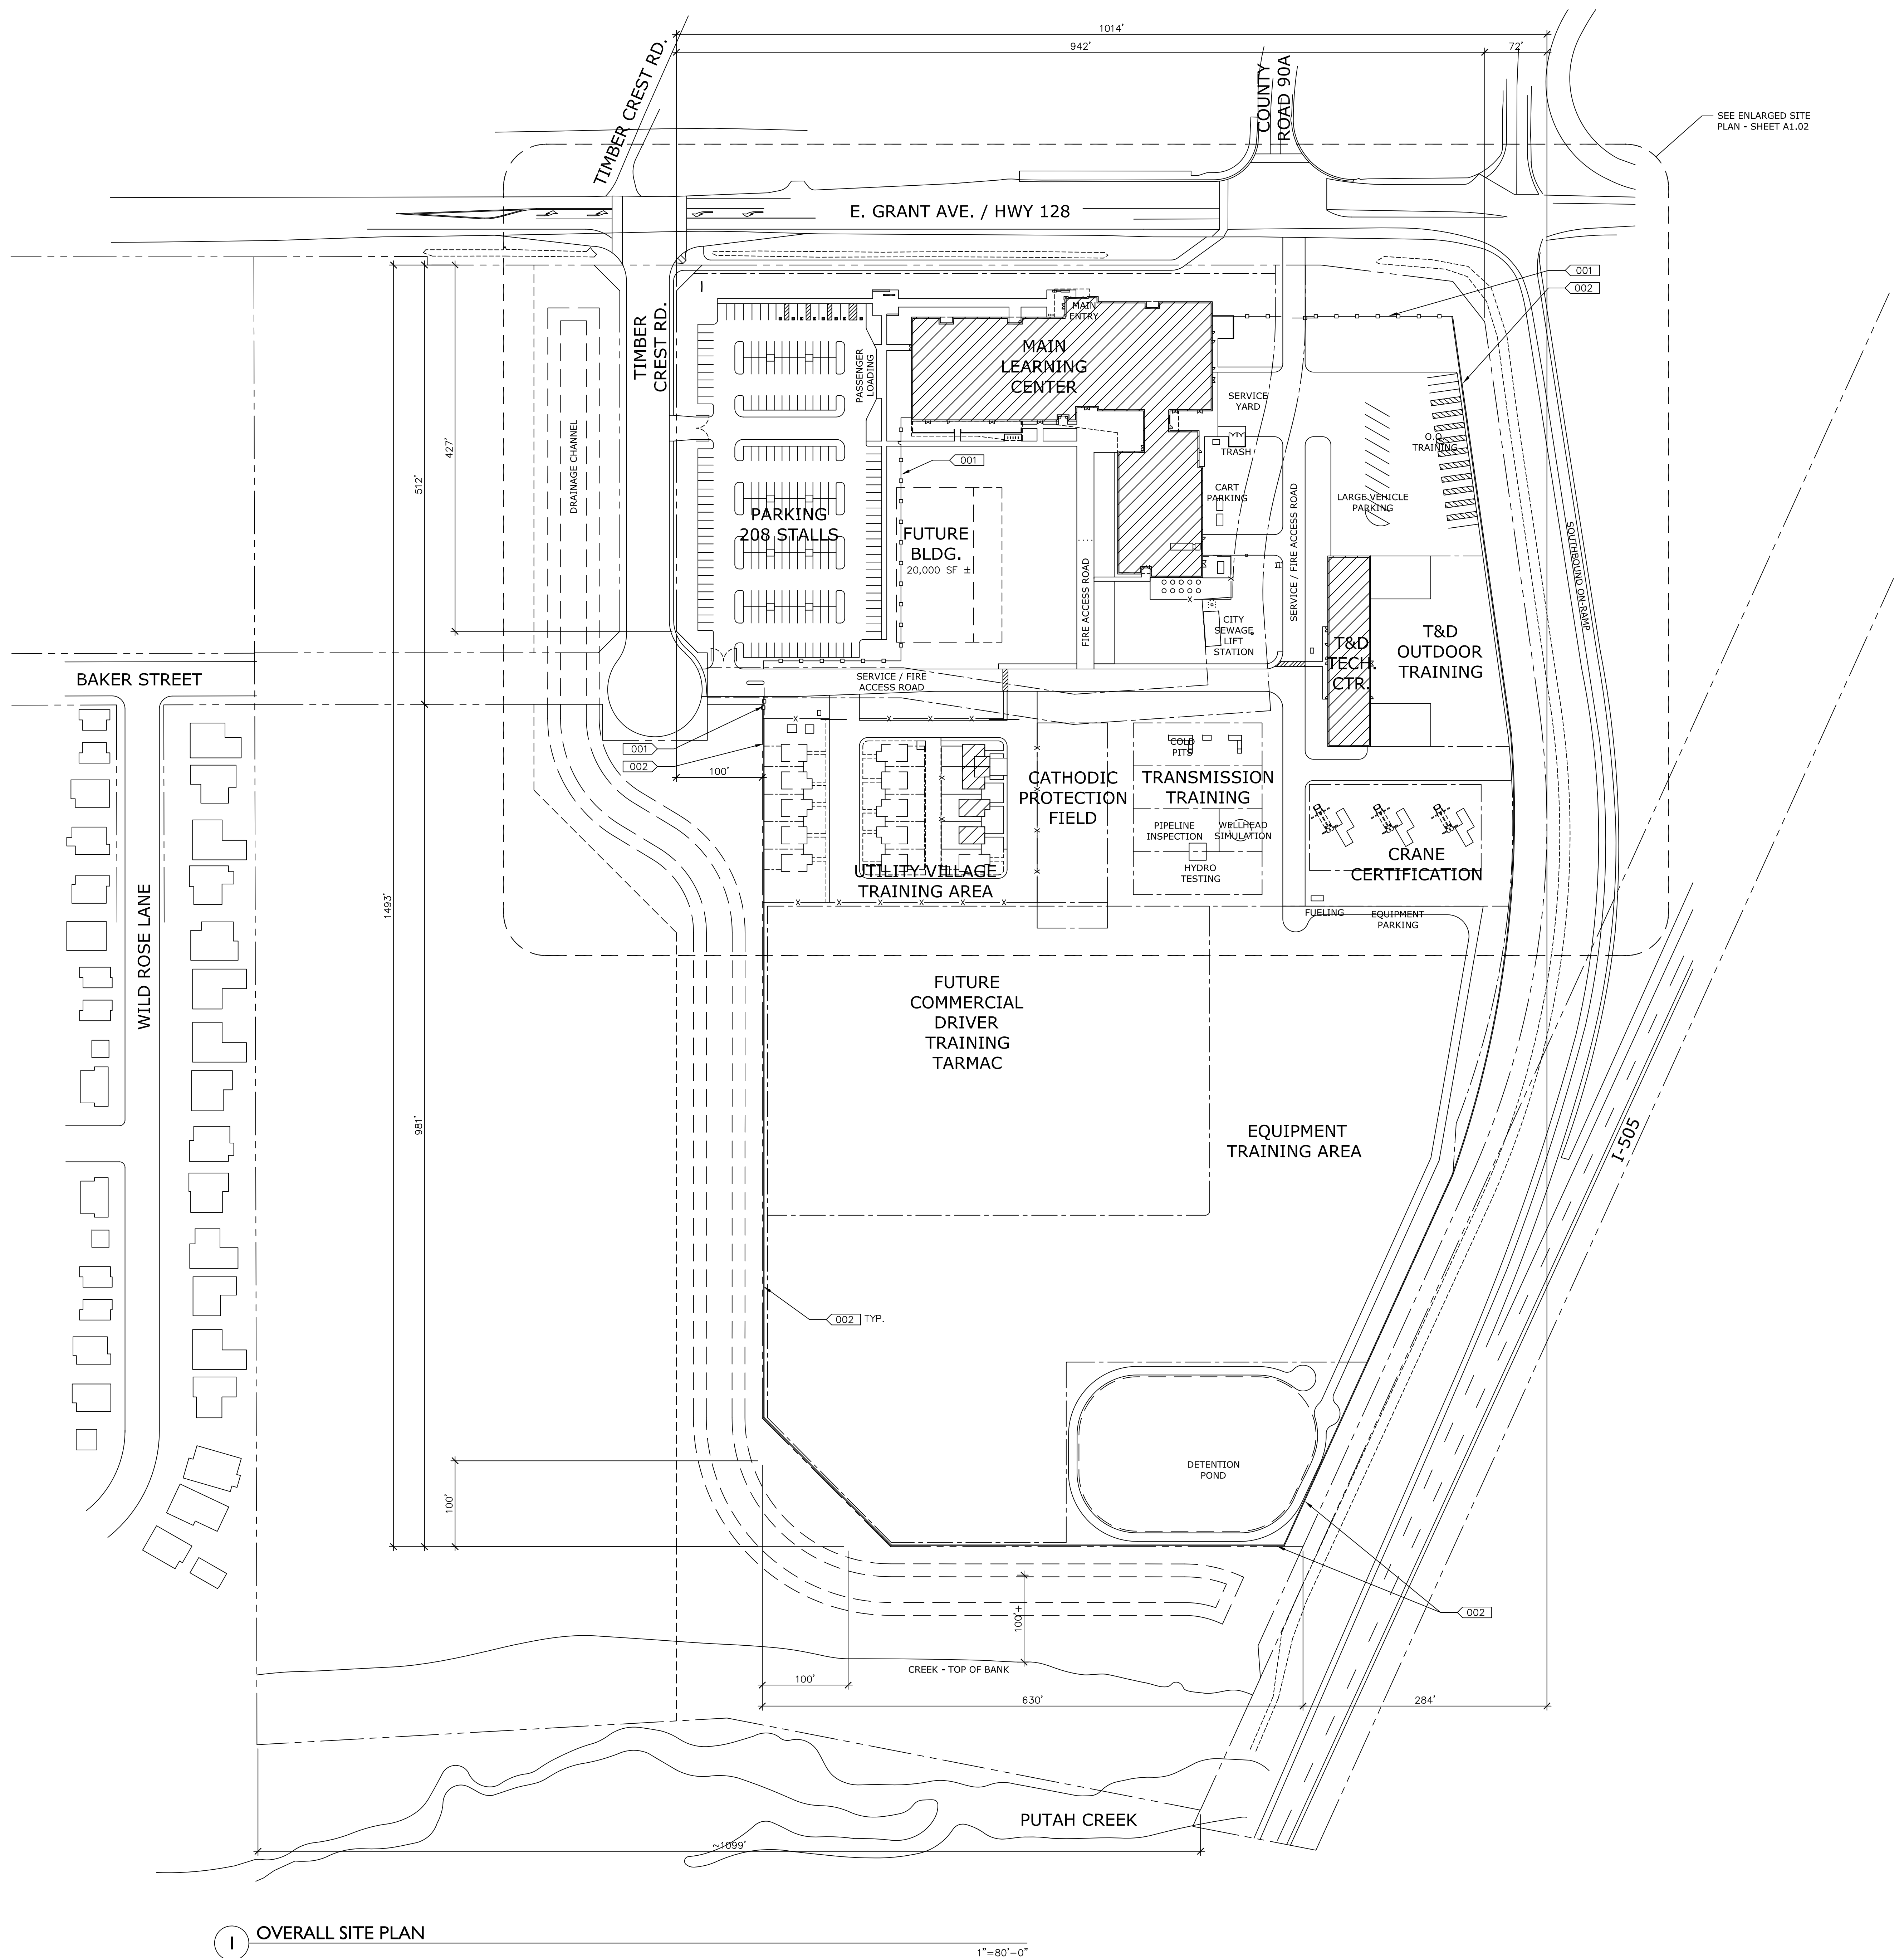 1014'
942'
72'
TIMBER CREST RD.
COUNTY
ROAD 90A
SEE ENLARGED SITE
PLAN - SHEET A1.02
E. GRANT AVE. / HWY 128
001
002
MAIN
ENTRY
TIMBER
CREST RD.
MAIN
LEARNING
CENTER
PASSENGER
LOADING
SERVICE
YARD
DRAINAGE CHANNEL
427'
512'
O.Q.
TRAINING
TRASH
001
CART
PARKING
LARGE VEHICLE
PARKING
PARKING
208 STALLS
FUTURE
BLDG.
20,000 SF ±
SERVICE / FIRE ACCESS ROAD
SOUTHBOUND ON-RAMP
FIRE ACCESS ROAD
CITY
SEWAGE
LIFT
STATION
T&D
TECH.
CTR.
T&D
OUTDOOR
TRAINING
BAKER STREET
SERVICE / FIRE
ACCESS ROAD
001
002
100'
COLD
PITS
CATHODIC
PROTECTION
FIELD
TRANSMISSION
TRAINING
PIPELINE
INSPECTION
WELLHEAD
SIMULATION
HYDRO
TESTING
CRANE
CERTIFICATION
UTILITY VILLAGE
TRAINING AREA
FUELING
EQUIPMENT
PARKING
1493'
WILD ROSE LANE
FUTURE
COMMERCIAL
DRIVER
TRAINING
TARMAC
981'
EQUIPMENT
TRAINING AREA
I-505
002 TYP.
DETENTION
POND
100'
002
100'+
CREEK - TOP OF BANK
100'
630'
284'
PUTAH CREEK
~1099'
1 OVERALL SITE PLAN
1"=80'-0"